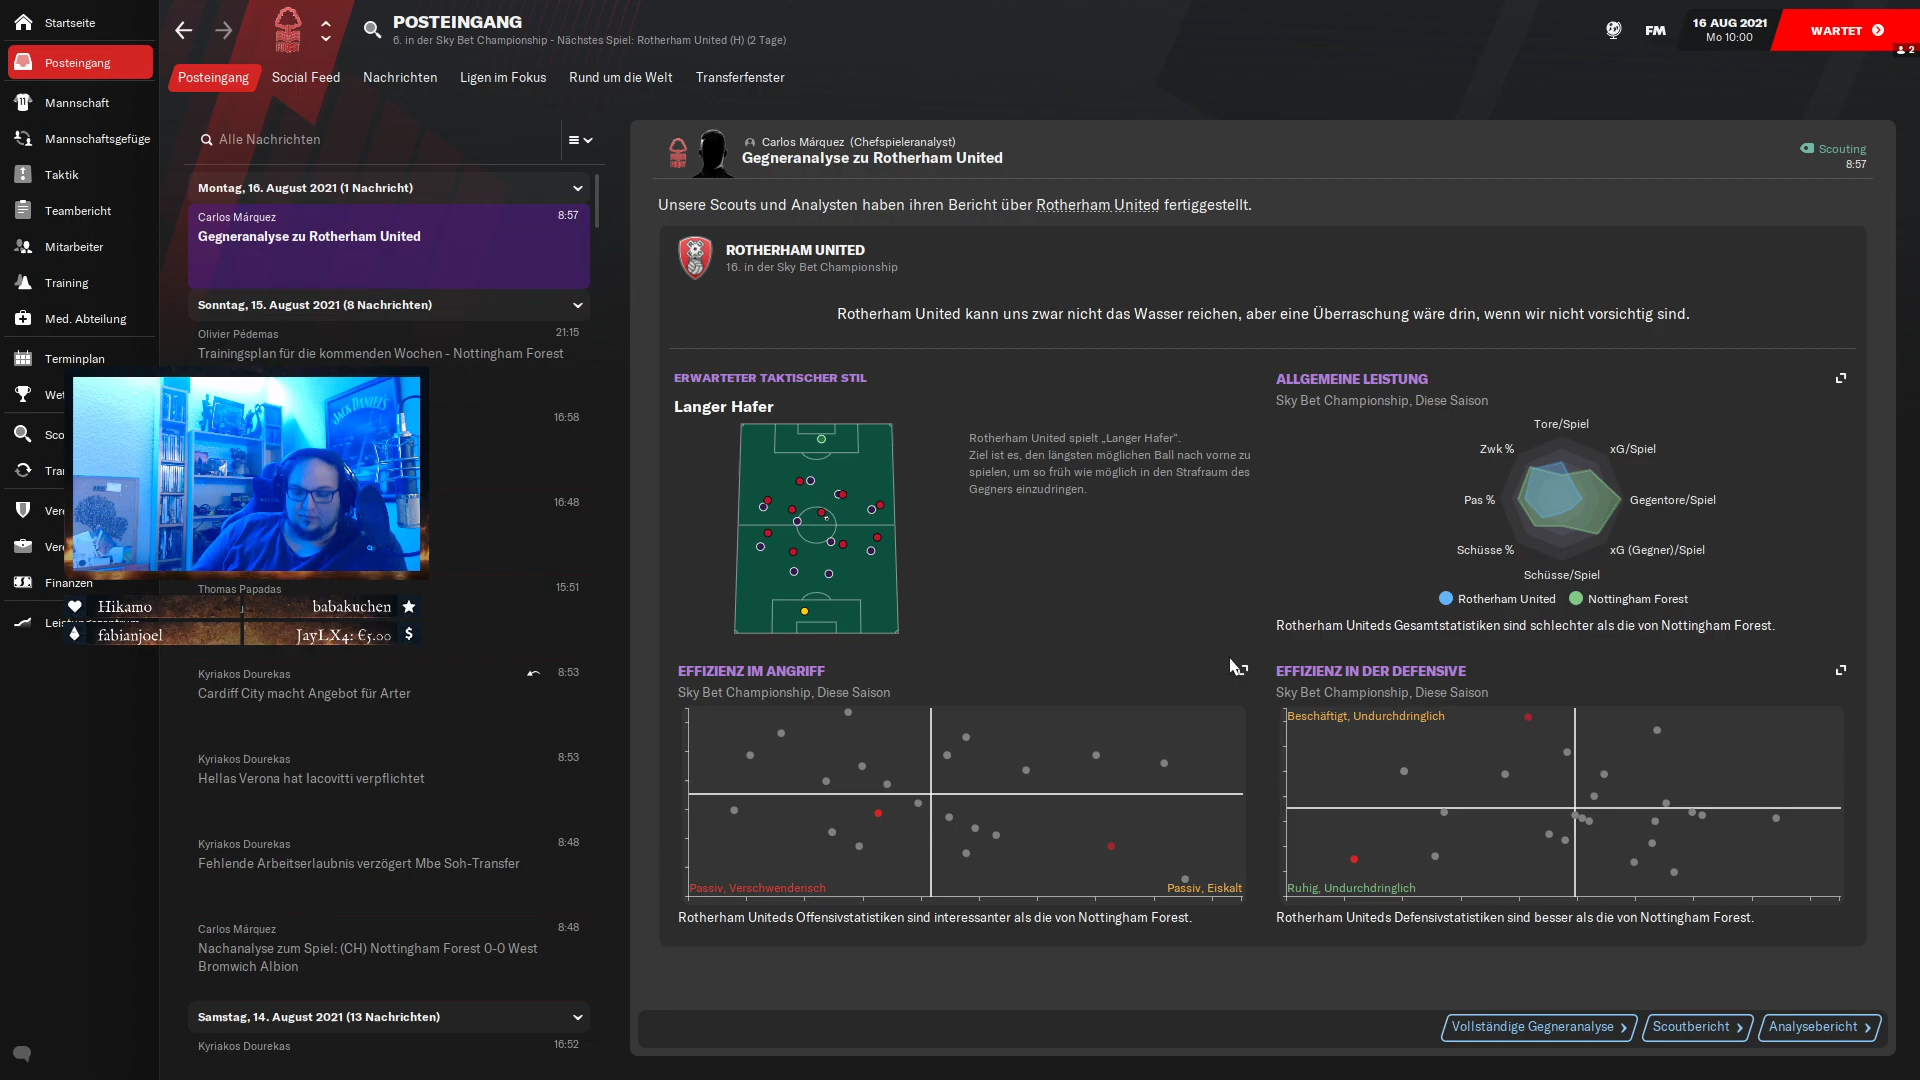 Startseite
Posteingang
Mannschaft
Mannschaftsgefüge
Taktik
Teambericht
Mitarbeiter
Training
Med. Abteilung
Terminplan
Finanzen
POSTEINGANG
6. in der Sky Bet Championship - Nächstes Spiel: Rotherham United (H) (2 Tage)
FM
16 AUG 2021
Mo 10:00
WARTET
2
Posteingang
Social Feed
Nachrichten
Ligen im Fokus
Rund um die Welt
Transferfenster
Alle Nachrichten
Montag, 16. August 2021 (1 Nachricht)
Carlos Márquez 8:57
Gegneranalyse zu Rotherham United
Sonntag, 15. August 2021 (8 Nachrichten)
Olivier Pédemas 21:15
Trainingsplan für die kommenden Wochen - Nottingham Forest
16:58
JACK DANIEL'S
16:48
Thomas Papadas 15:51
Hikamo
babakuchen
fabianjoel
JayLX4: €5.00
$
Kyriakos Dourekas 8:53
Cardiff City macht Angebot für Arter
Kyriakos Dourekas 8:53
Hellas Verona hat Iacovitti verpflichtet
Kyriakos Dourekas 8:48
Fehlende Arbeitserlaubnis verzögert Mbe Soh-Transfer
Carlos Márquez 8:48
Nachanalyse zum Spiel: (CH) Nottingham Forest 0-0 West
Bromwich Albion
Samstag, 14. August 2021 (13 Nachrichten)
Kyriakos Dourekas 16:52
Carlos Márquez (Chefspieleranalyst)
Gegneranalyse zu Rotherham United
Scouting
8:57
Unsere Scouts und Analysten haben ihren Bericht über Rotherham United fertiggestellt.
ROTHERHAM UNITED
16. in der Sky Bet Championship
Rotherham United kann uns zwar nicht das Wasser reichen, aber eine Überraschung wäre drin, wenn wir nicht vorsichtig sind.
ERWARTETER TAKTISCHER STIL
Langer Hafer
Rotherham United spielt „Langer Hafer“.
Ziel ist es, den längsten möglichen Ball nach vorne zu
spielen, um so früh wie möglich in den Strafraum des
Gegners einzudringen.
ALLGEMEINE LEISTUNG
Sky Bet Championship, Diese Saison
Tore/Spiel
Zwk %
xG/Spiel
Pas %
Gegentore/Spiel
Schüsse %
xG (Gegner)/Spiel
Schüsse/Spiel
Rotherham United
Nottingham Forest
Rotherham Uniteds Gesamtstatistiken sind schlechter als die von Nottingham Forest.
EFFIZIENZ IM ANGRIFF
Sky Bet Championship, Diese Saison
Passiv, Verschwenderisch
Passiv, Eiskalt
Rotherham Uniteds Offensivstatistiken sind interessanter als die von Nottingham Forest.
EFFIZIENZ IN DER DEFENSIVE
Sky Bet Championship, Diese Saison
Beschäftigt, Undurchdringlich
Ruhig, Undurchdringlich
Rotherham Uniteds Defensivstatistiken sind besser als die von Nottingham Forest.
Vollständige Gegneranalyse
Scoutbericht
Analysebericht